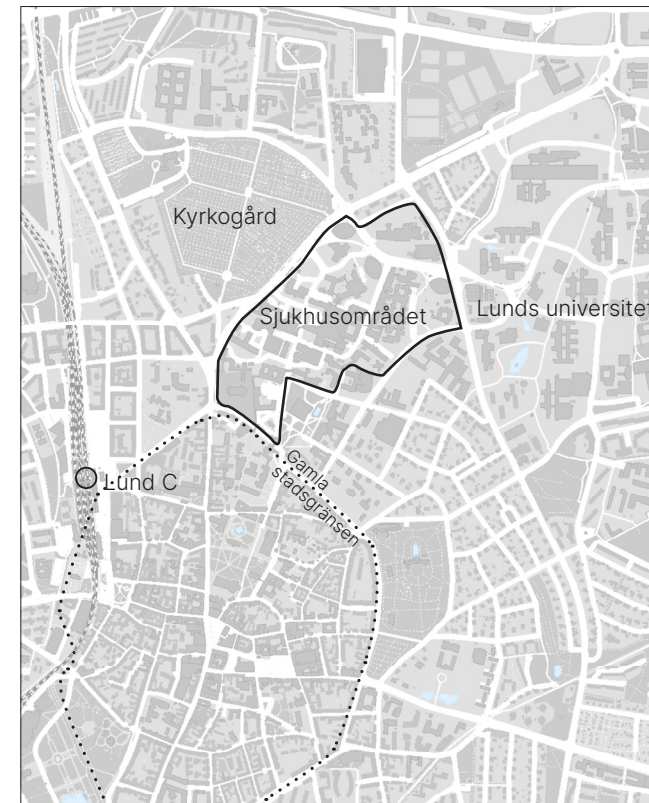 Kyrkogård
Sjukhusområdet
Lunds universitet
Gamla
stadsgränsen
Lund C